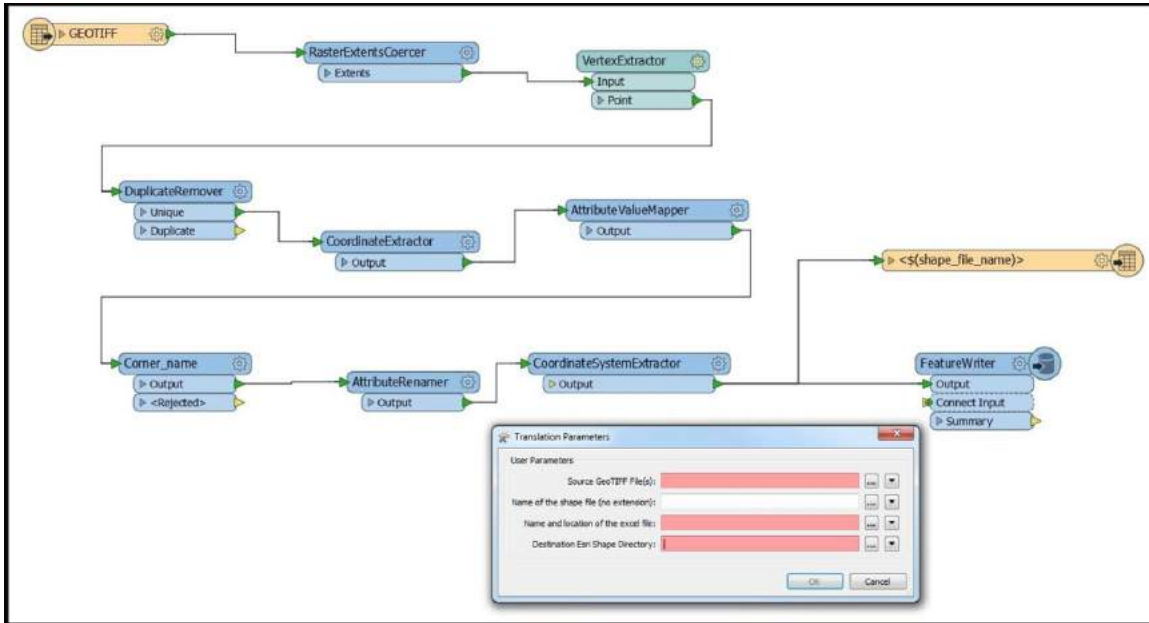 GEOTIFF
RasterExtentsCoercer
Extents
VertexExtractor
Input
Point
DuplicateRemover
Unique
Duplicate
CoordinateExtractor
Output
AttributeValueMapper
Output
<$(shape_file_name)>
Corner_name
Output
<Rejected>
AttributeRenamer
Output
CoordinateSystemExtractor
Output
FeatureWriter
Output
Connect Input
Summary
Translation Parameters
User Parameters
Source GeoTIFF File(s):
Name of the shape file (no extension):
Name and location of the excel file:
Destination Esri Shape Directory:
OK Cancel